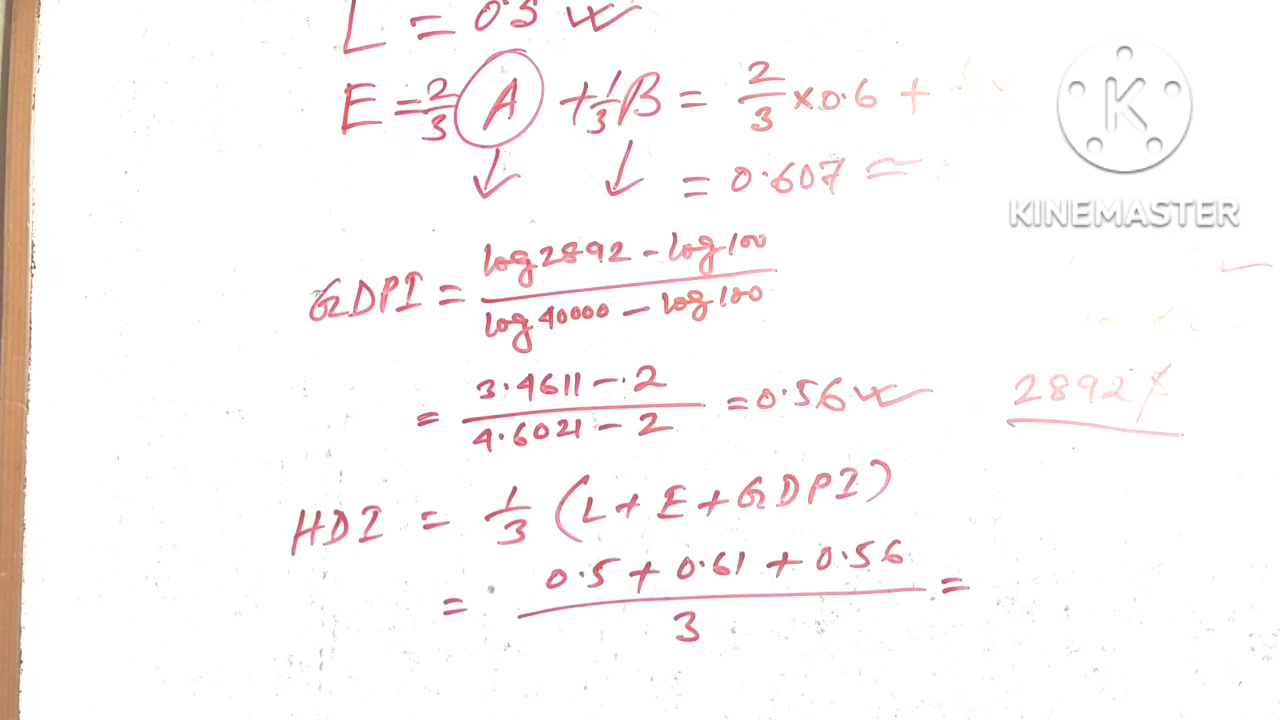 L = 0.5
E = 2/3 A + 1/3 B = 2/3 × 0.6 +
= 0.607 ≈
GDPI = (log 2892 - log 100) / (log 40000 - log 100)
= (3.4611 - 2) / (4.6021 - 2) = 0.56
2892
HDI = 1/3 (L + E + GDPI)
= (0.5 + 0.61 + 0.56) / 3 =
K
KINEMASTER